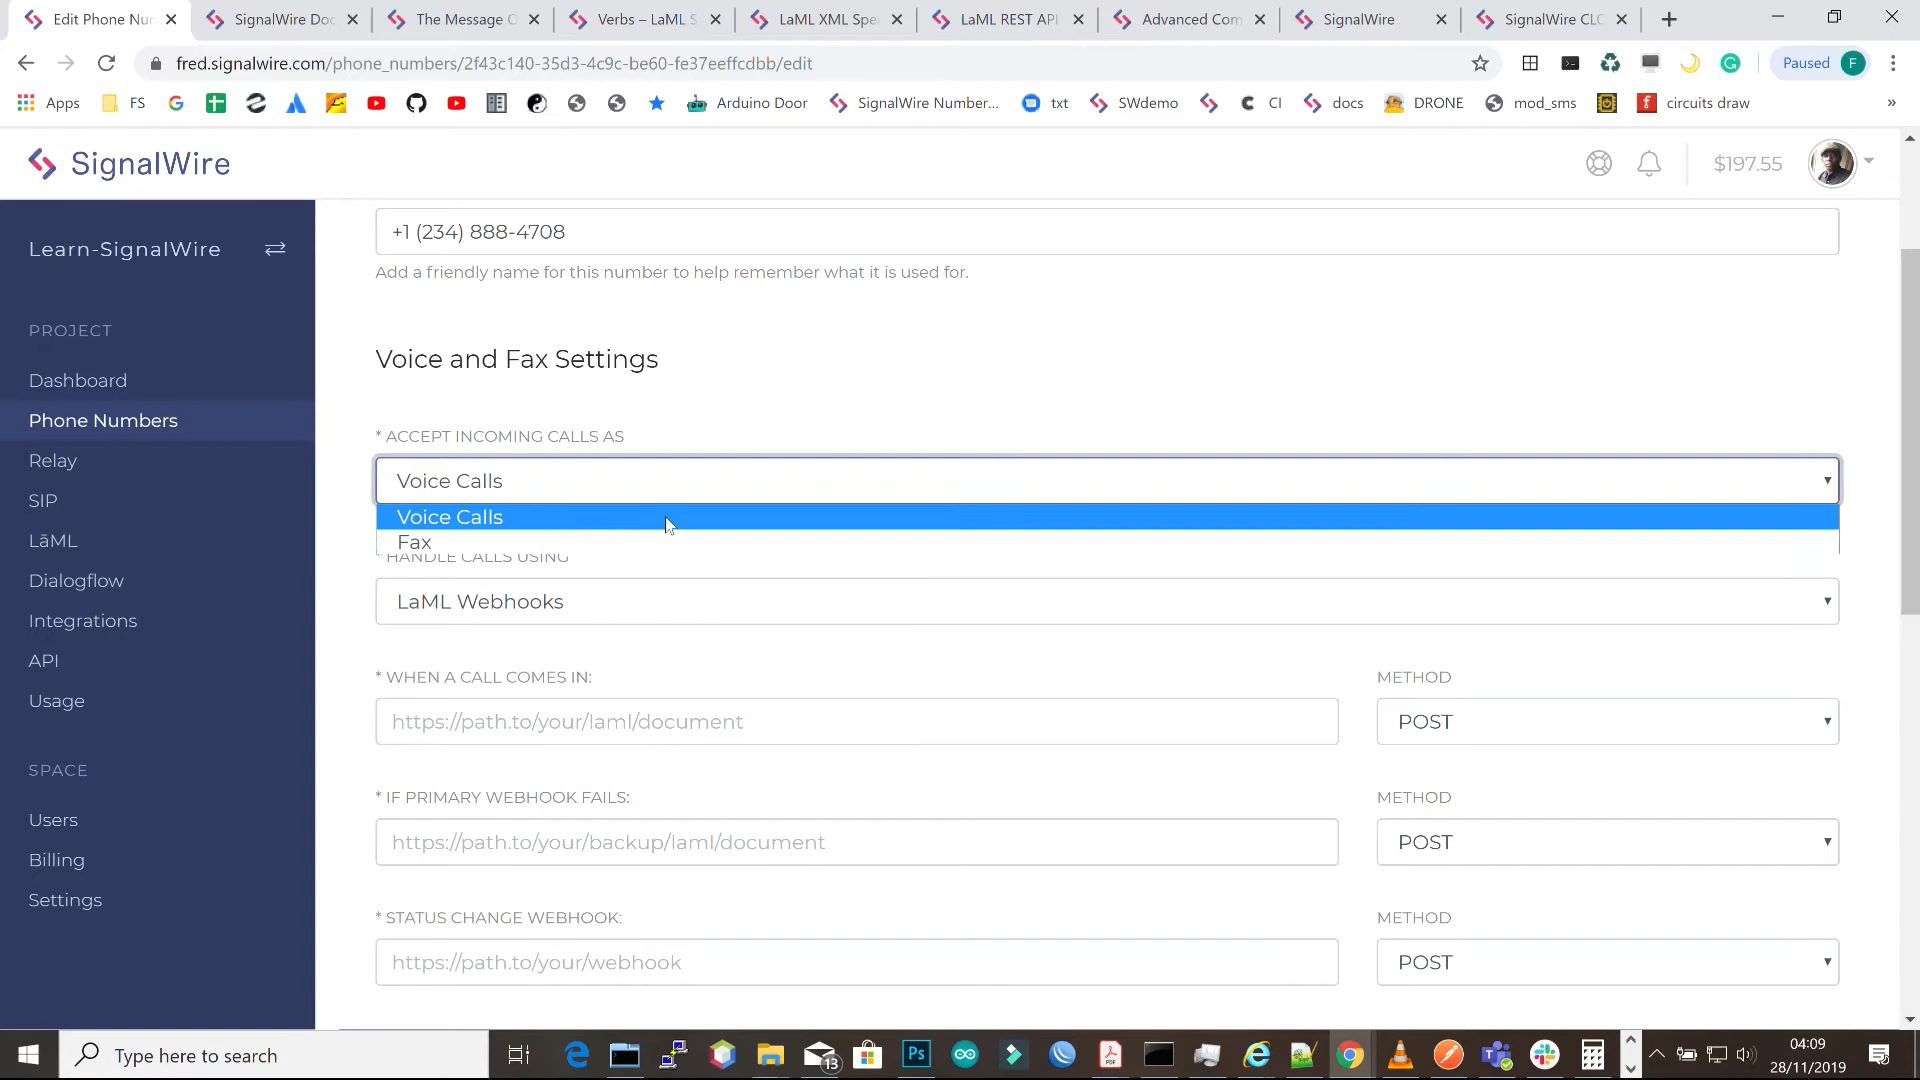 Edit Phone Nur
SignalWire Doc
The Message C
Verbs – LaML S
LaML XML Spe
LaML REST API
Advanced Com
SignalWire
SignalWire CLC
fred.signalwire.com/phone_numbers/2f43c140-35d3-4c9c-be60-fe37eeffcdbb/edit
Paused F
Apps FS Arduino Door SignalWire Number... txt SWdemo CI docs DRONE mod_sms circuits draw »
SignalWire
$197.55
Learn-SignalWire
PROJECT
Dashboard
Phone Numbers
Relay
SIP
LāML
Dialogflow
Integrations
API
Usage
SPACE
Users
Billing
Settings
+1 (234) 888-4708
Add a friendly name for this number to help remember what it is used for.
Voice and Fax Settings
* ACCEPT INCOMING CALLS AS
Voice Calls
Voice Calls
Fax
* HANDLE CALLS USING
LaML Webhooks
* WHEN A CALL COMES IN:
METHOD
https://path.to/your/laml/document
POST
* IF PRIMARY WEBHOOK FAILS:
METHOD
https://path.to/your/backup/laml/document
POST
* STATUS CHANGE WEBHOOK:
METHOD
https://path.to/your/webhook
POST
Type here to search
13
Ps
04:09
28/11/2019